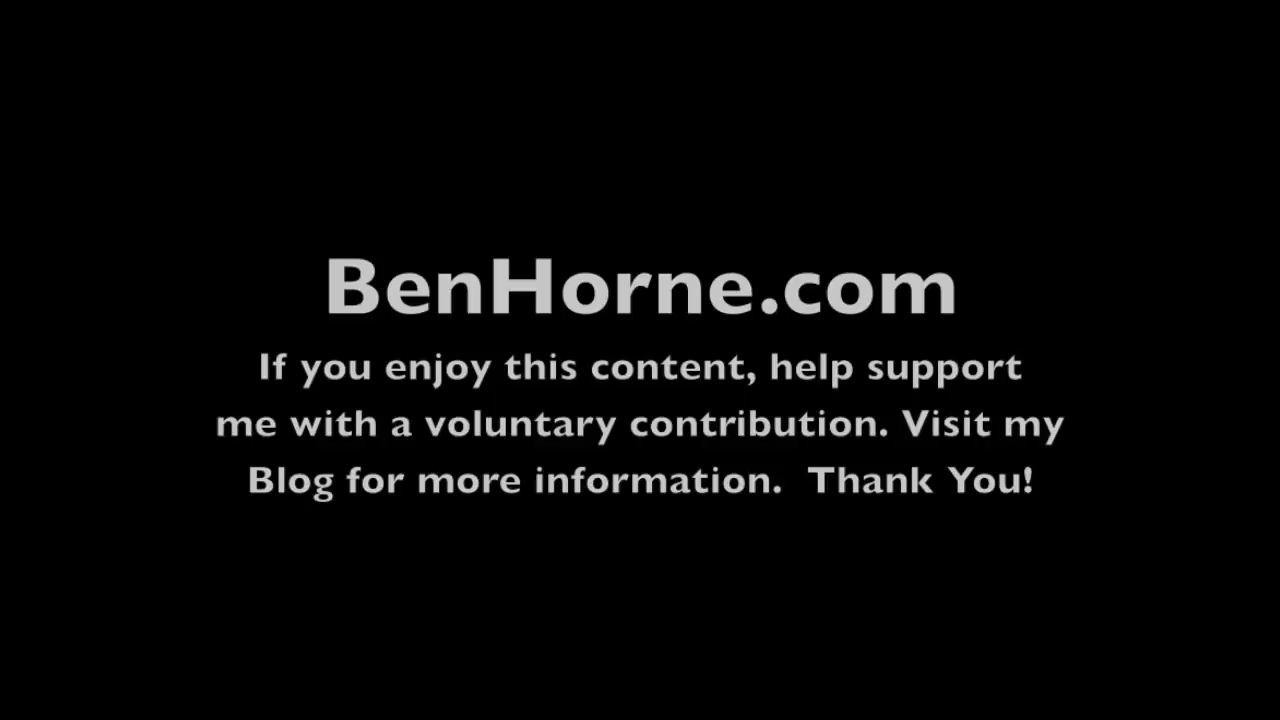 BenHorne.com
If you enjoy this content, help support
me with a voluntary contribution. Visit my
Blog for more information.  Thank You!